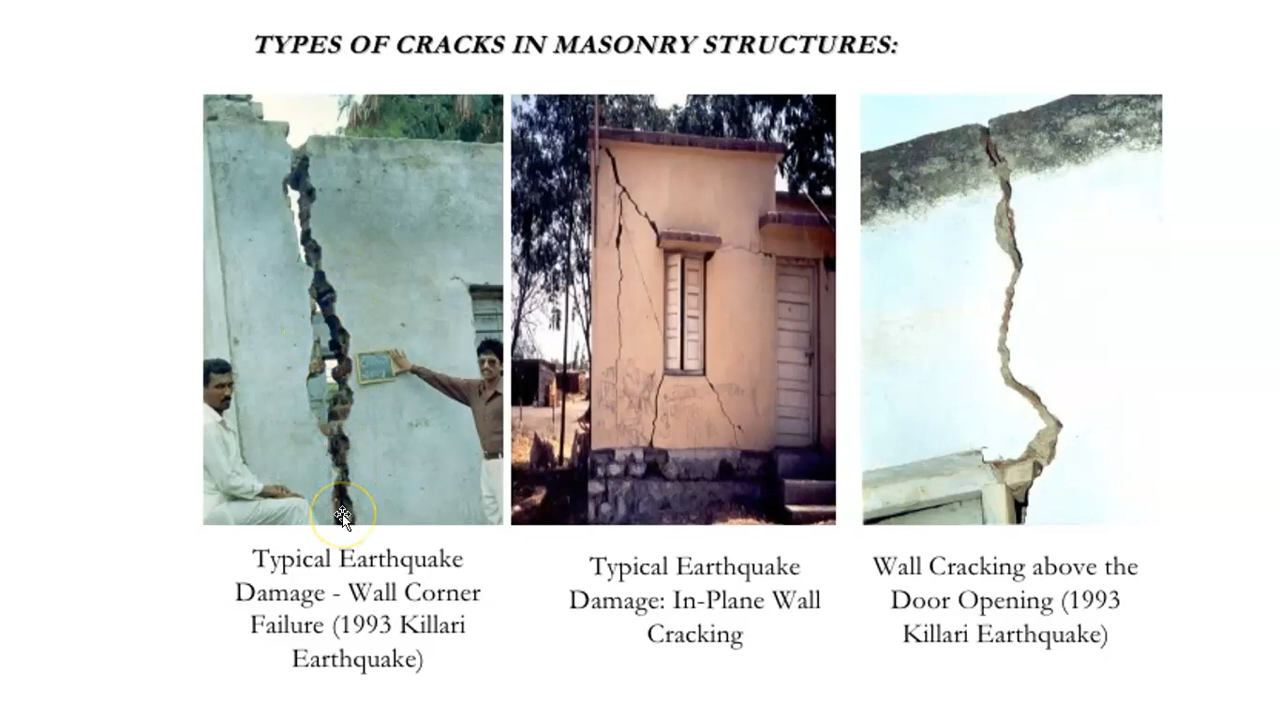 TYPES OF CRACKS IN MASONRY STRUCTURES:
Typical Earthquake
Damage - Wall Corner
Failure (1993 Killari
Earthquake)
Typical Earthquake
Damage: In-Plane Wall
Cracking
Wall Cracking above the
Door Opening (1993
Killari Earthquake)